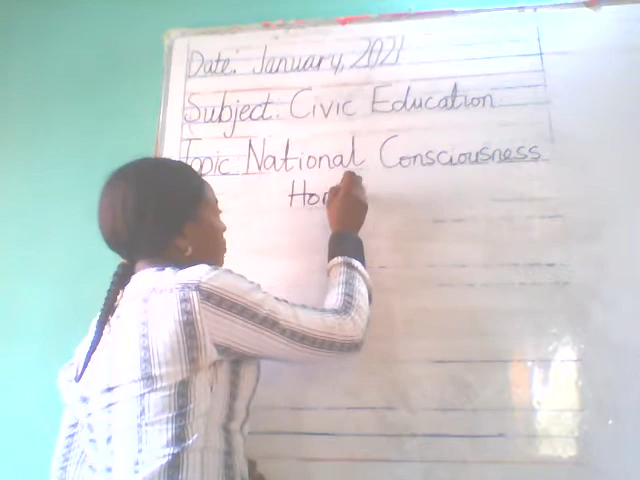 Date: January, 2021
Subject: Civic Education
Topic National Consciousness
Hon